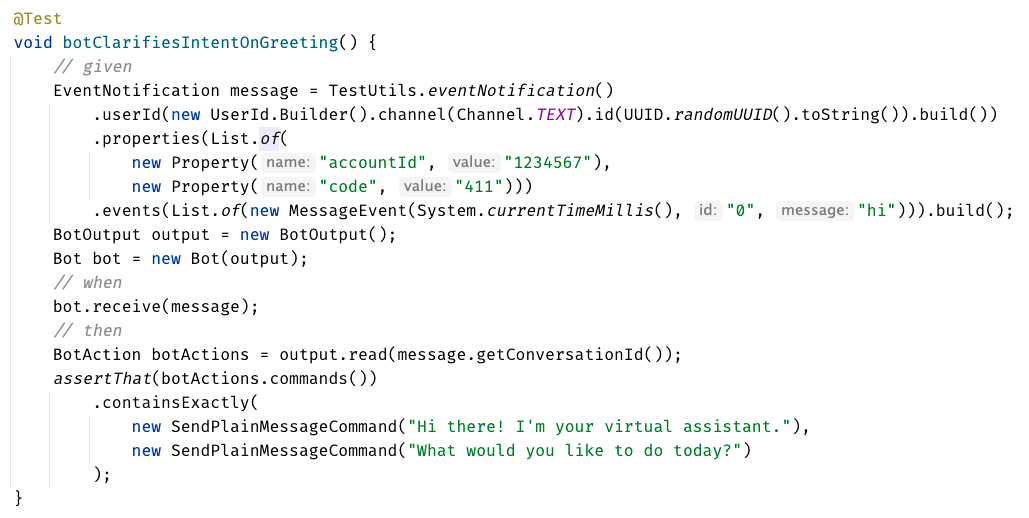 @Test
void botClarifiesIntentOnGreeting() {
// given
EventNotification message = TestUtils.eventNotification()
.userId(new UserId.Builder().channel(Channel.TEXT).id(UUID.randomUUID().toString()).build())
.properties(List.of(
new Property( name: "accountId", value: "1234567"),
new Property( name: "code", value: "411")))
.events(List.of(new MessageEvent(System.currentTimeMillis(), id: "0", message: "hi"))).build();
BotOutput output = new BotOutput();
Bot bot = new Bot(output);
// when
bot.receive(message);
// then
BotAction botActions = output.read(message.getConversationId());
assertThat(botActions.commands())
.containsExactly(
new SendPlainMessageCommand("Hi there! I'm your virtual assistant."),
new SendPlainMessageCommand("What would you like to do today?")
);
}